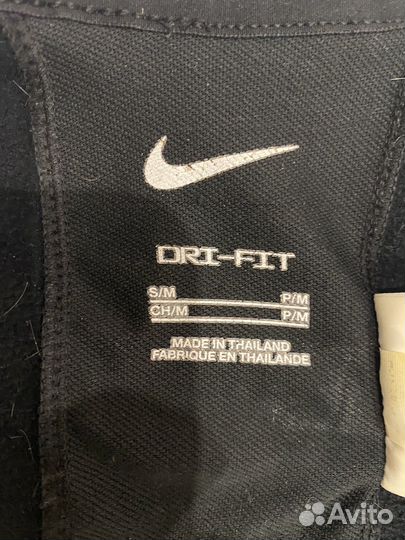 DRI-FIT
S/M P/M
CH/M P/M
MADE IN THAILAND
FABRIQUE EN THAILANDE
Avito